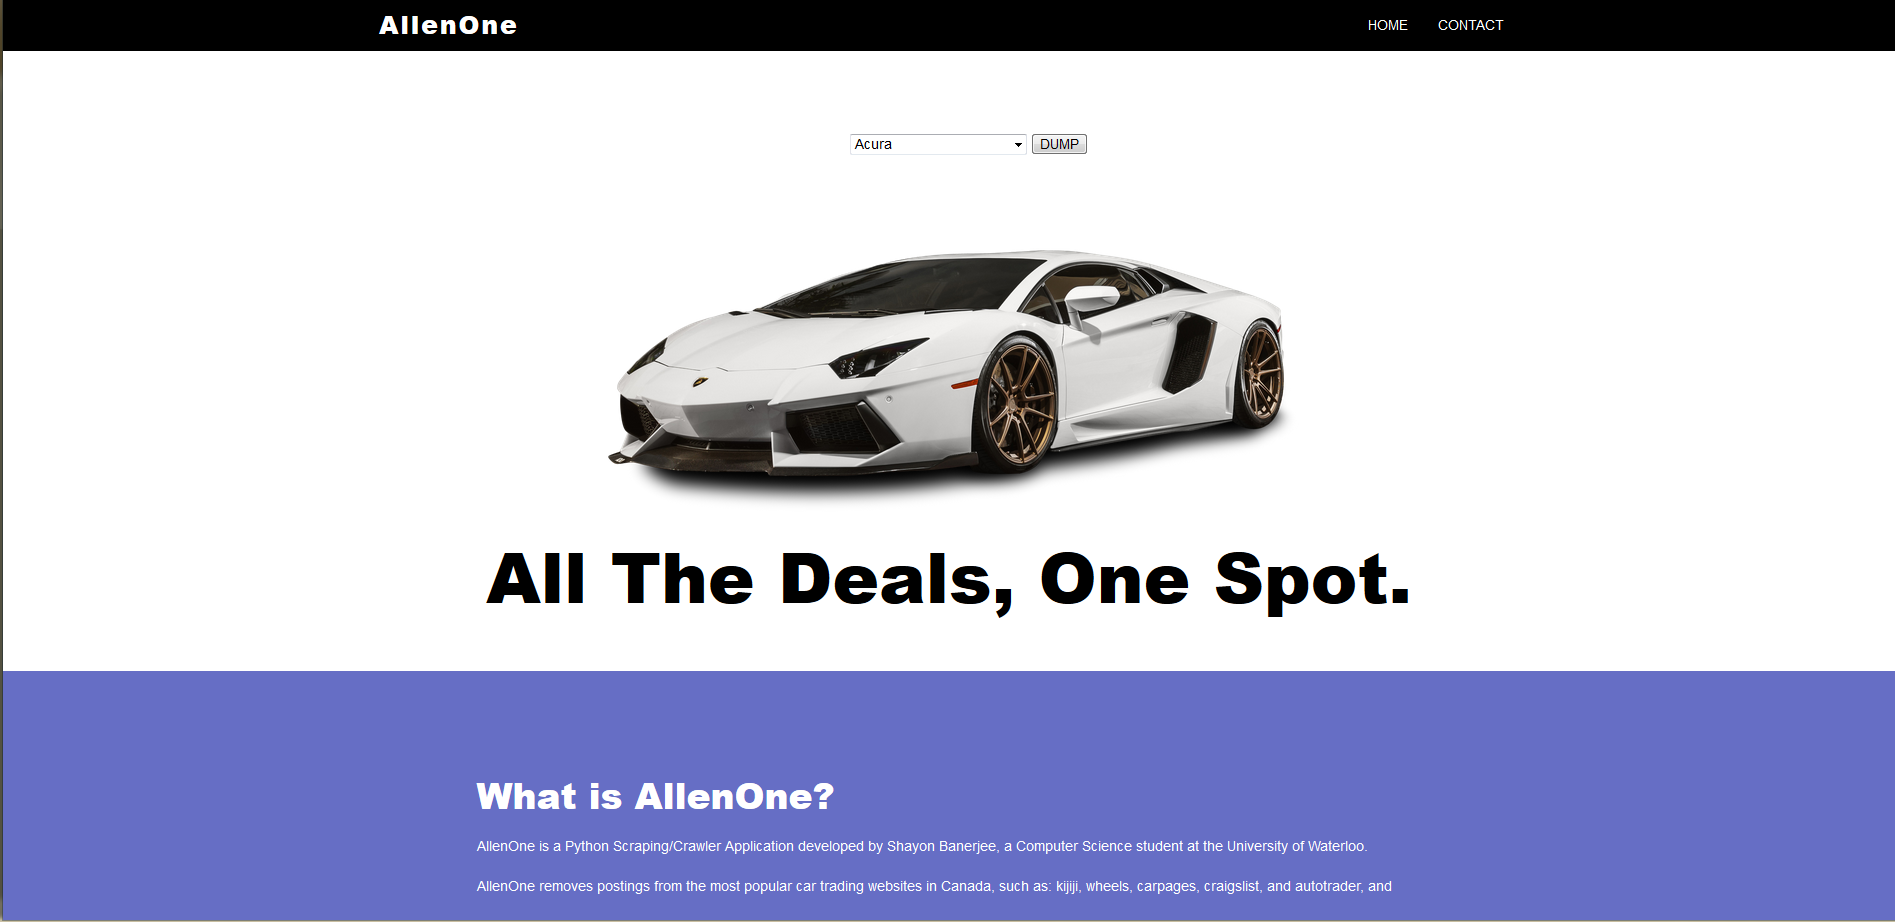 AllenOne
HOME
CONTACT
Acura
DUMP
All The Deals, One Spot.
What is AllenOne?
AllenOne is a Python Scraping/Crawler Application developed by Shayon Banerjee, a Computer Science student at the University of Waterloo.
AllenOne removes postings from the most popular car trading websites in Canada, such as: kijiji, wheels, carpages, craigslist, and autotrader, and